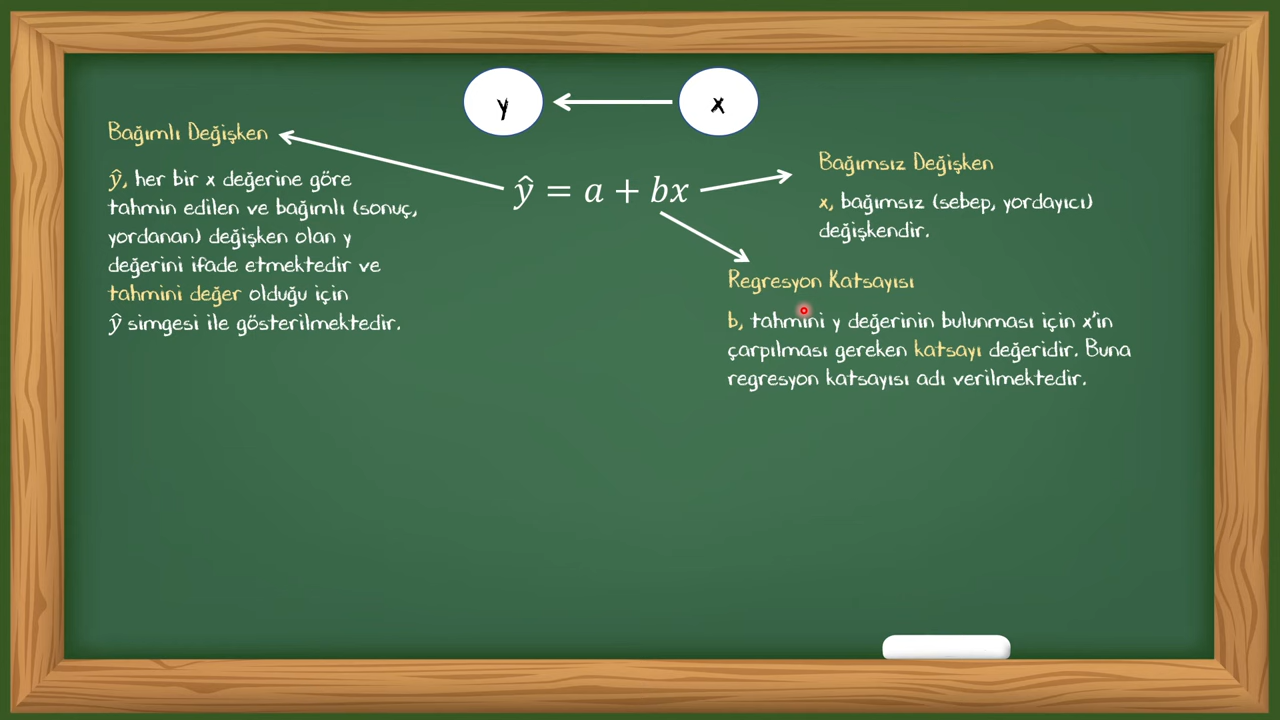 y
x
ŷ = a + bx
Bağımlı Değişken
ŷ, her bir x değerine göre
tahmin edilen ve bağımlı (sonuç,
yordanan) değişken olan y
değerini ifade etmektedir ve
tahmini değer olduğu için
ŷ simgesi ile gösterilmektedir.
Bağımsız Değişken
x, bağımsız (sebep, yordayıcı)
değişkendir.
Regresyon Katsayısı
b, tahmini y değerinin bulunması için x'in
çarpılması gereken katsayı değeridir. Buna
regresyon katsayısı adı verilmektedir.